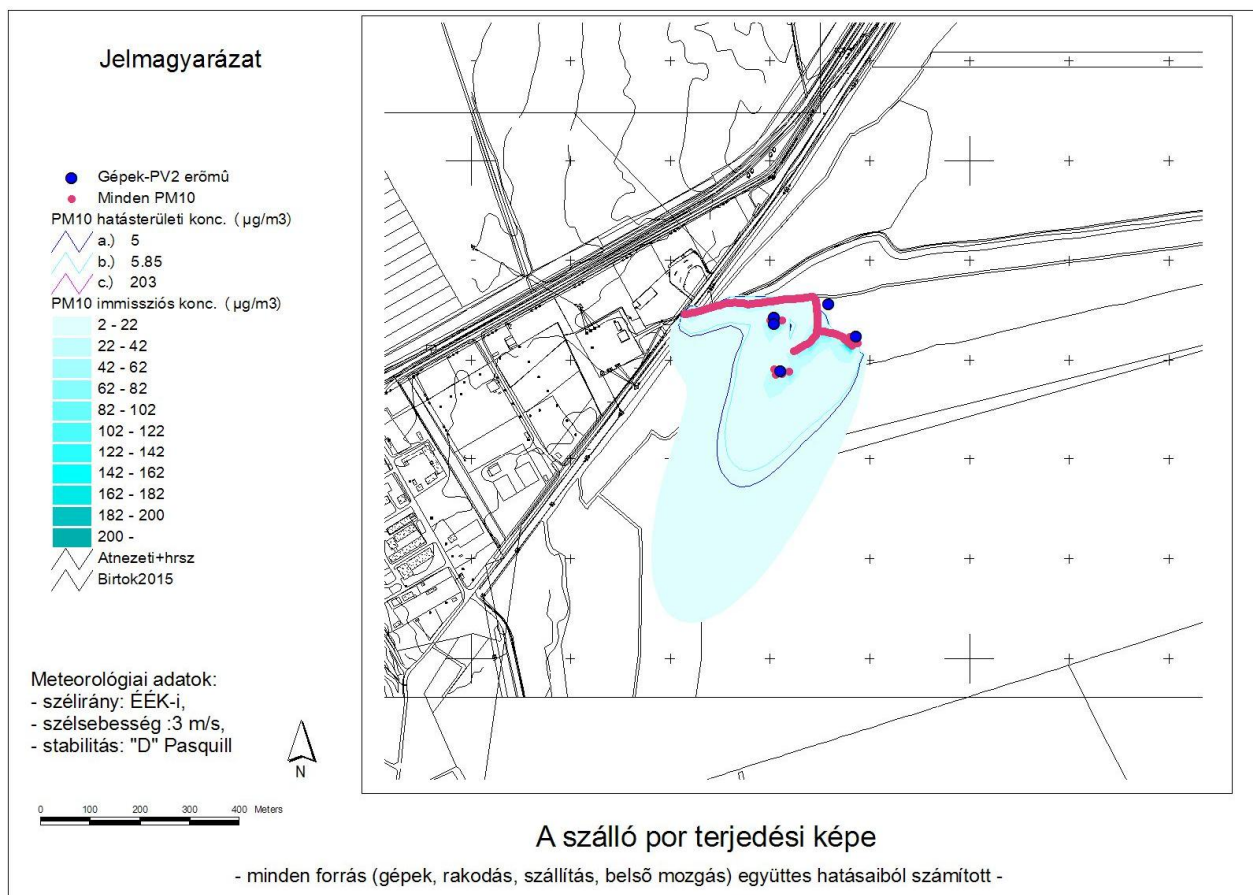 Jelmagyarázat
Gépek-PV2 erõmû
Minden PM10
PM10 hatásterületi konc. ( µg/m3)
a.) 5
b.) 5.85
c.) 203
PM10 immissziós konc. ( µg/m3)
2 - 22
22 - 42
42 - 62
62 - 82
82 - 102
102 - 122
122 - 142
142 - 162
162 - 182
182 - 200
200 -
Atnezeti+hrsz
Birtok2015
Meteorológiai adatok:
- szélirány: ÉÉK-i,
- szélsebesség :3 m/s,
- stabilitás: "D" Pasquill
N
0 100 200 300 400 Meters
A szálló por terjedési képe
- minden forrás (gépek, rakodás, szállítás, belsõ mozgás) együttes hatásaiból számított -